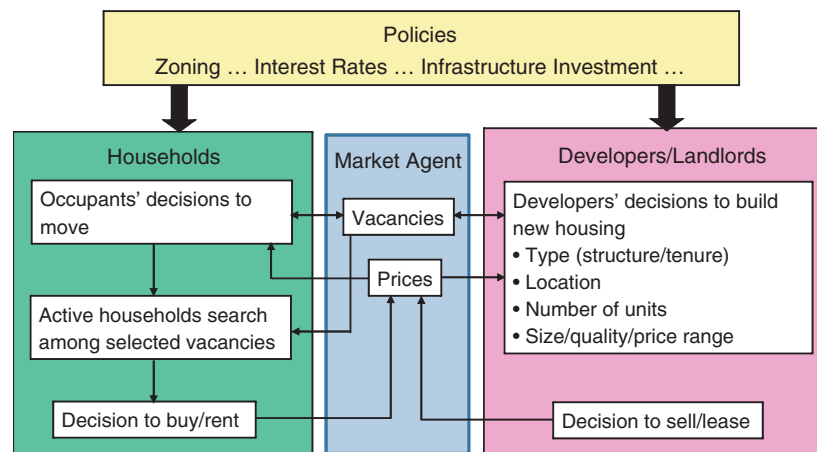 Policies
Zoning … Interest Rates … Infrastructure Investment …
Households
Occupants’ decisions to
move
Active households search
among selected vacancies
Decision to buy/rent
Market Agent
Vacancies
Prices
Developers/Landlords
Developers’ decisions to build
new housing
• Type (structure/tenure)
• Location
• Number of units
• Size/quality/price range
Decision to sell/lease